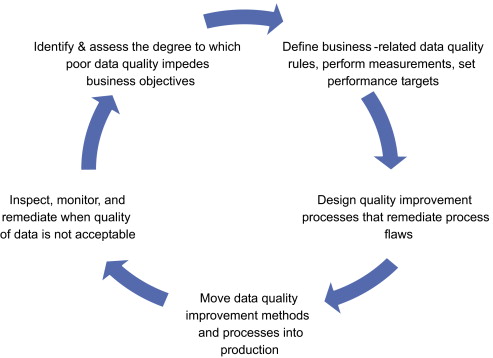 Identify & assess the degree to which
poor data quality impedes
business objectives
Define business-related data quality
rules, perform measurements, set
performance targets
Design quality improvement
processes that remediate process
flaws
Move data quality
improvement methods
and processes into
production
Inspect, monitor, and
remediate when quality
of data is not acceptable